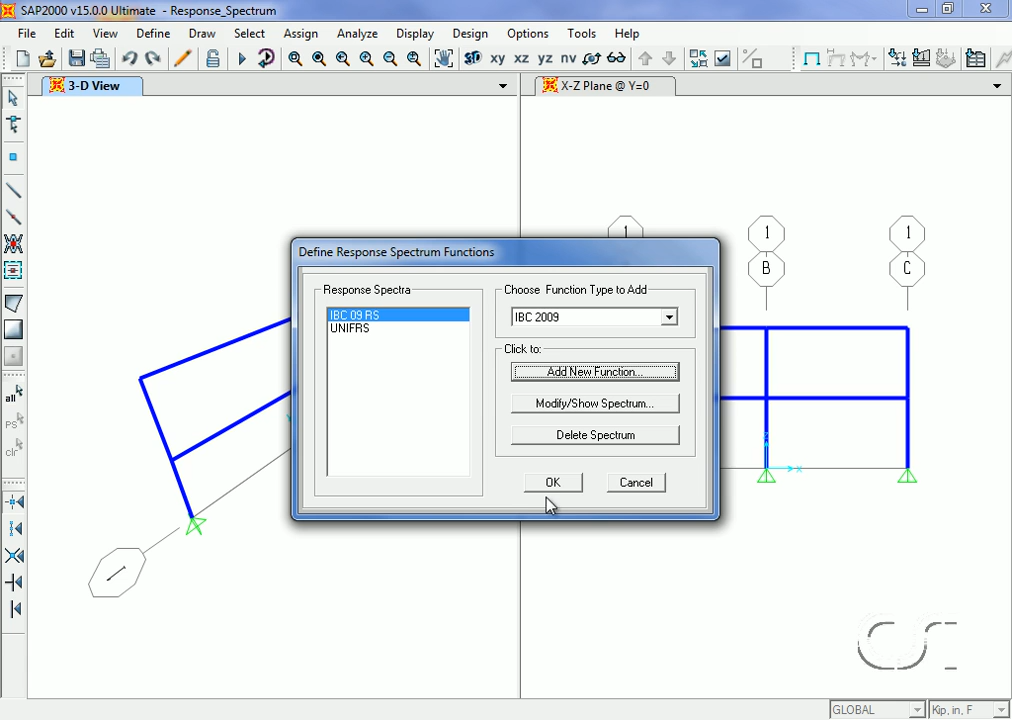 SAP2000 v15.0.0 Ultimate - Response_Spectrum
File Edit View Define Draw Select Assign Analyze Display Design Options Tools Help
3D xy xz yz nv
3-D View
X-Z Plane @ Y=0
all
PS
clr
1 1 1
B C
Define Response Spectrum Functions
Response Spectra
IBC 09 RS
UNIFRS
Choose Function Type to Add
IBC 2009
Click to:
Add New Function...
Modify/Show Spectrum...
Delete Spectrum
OK Cancel
Z
X
Y
1
CSI
GLOBAL Kip, in, F